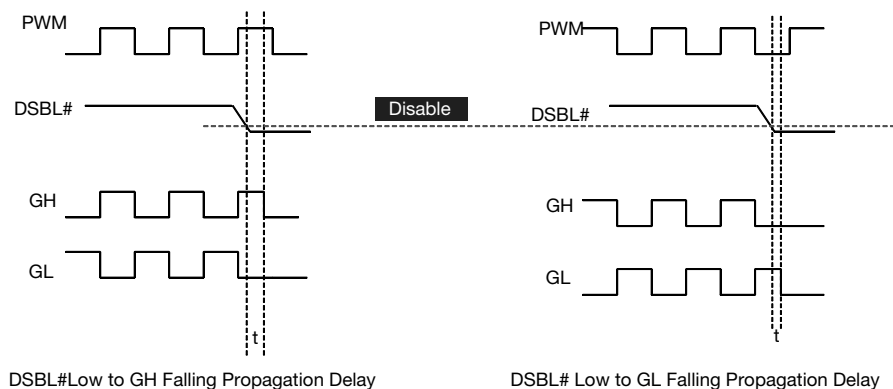 PWM
DSBL#
GH
GL
t
DSBL#Low to GH Falling Propagation Delay
Disable
PWM
DSBL#
GH
GL
t
DSBL# Low to GL Falling Propagation Delay